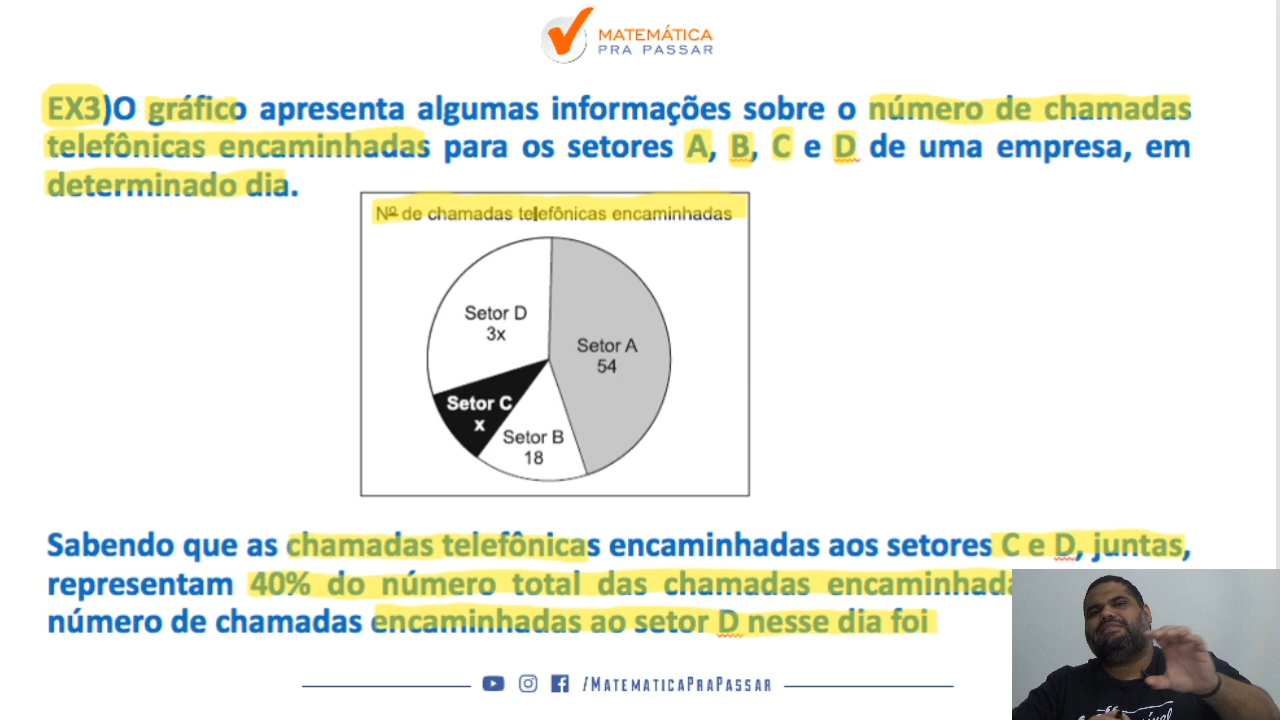 MATEMÁTICA
PRA PASSAR
EX3)O gráfico apresenta algumas informações sobre o número de chamadas
telefônicas encaminhadas para os setores A, B, C e D de uma empresa, em
determinado dia.
Nº de chamadas telefônicas encaminhadas
Setor D
3x
Setor A
54
Setor C
x
Setor B
18
Sabendo que as chamadas telefônicas encaminhadas aos setores C e D, juntas,
representam 40% do número total das chamadas
número de chamadas encaminhadas ao setor D nesse dia foi
/MATEMATICAPRAPASSAR